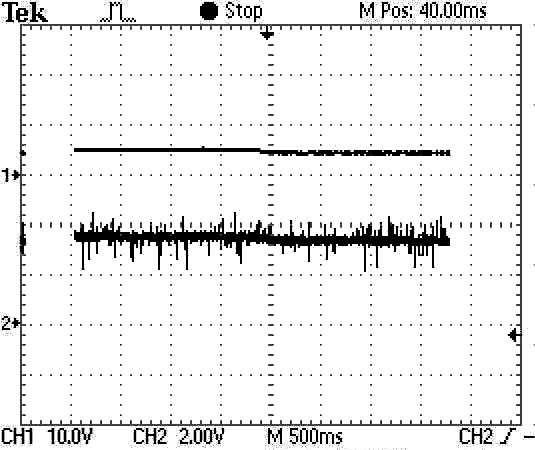 Tek Stop M Pos: 40.00ms
1
2
CH1 10.0V CH2 2.00V M 500ms CH2 -